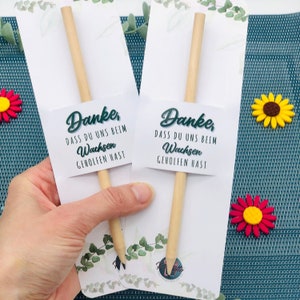 Danke,
DASS DU UNS BEIM
Wachsen
GEHOLFEN HAST
Danke,
DASS DU UNS BEIM
Wachsen
GEHOLFEN HAST